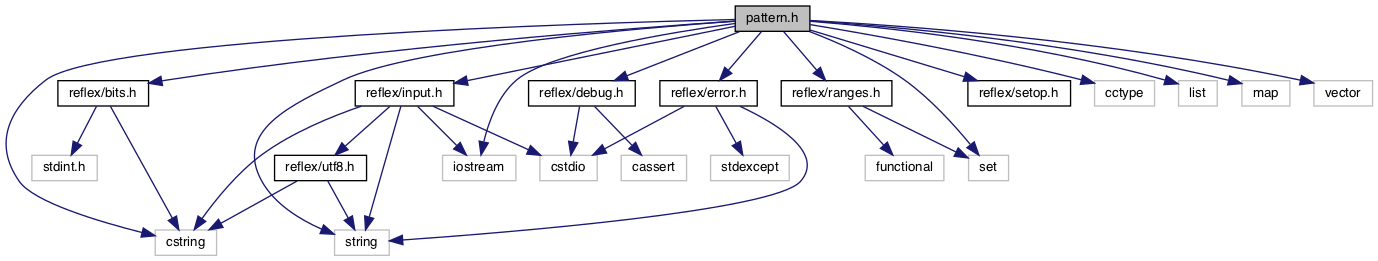 pattern.h
reflex/bits.h
reflex/input.h
reflex/debug.h
reflex/error.h
reflex/ranges.h
reflex/setop.h
cctype
list
map
vector
stdint.h
reflex/utf8.h
iostream
cstdio
cassert
stdexcept
functional
set
cstring
string